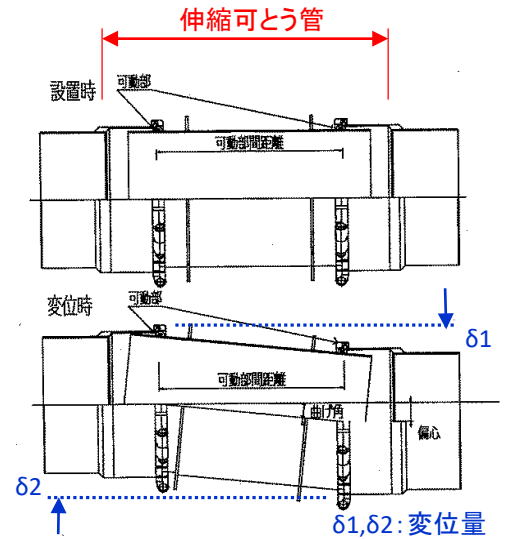 伸縮可とう管
設置時
可動部
可動部間距離
変位時
可動部
δ1
可動部間距離
曲げ角
偏心
δ2
δ1,δ2：変位量